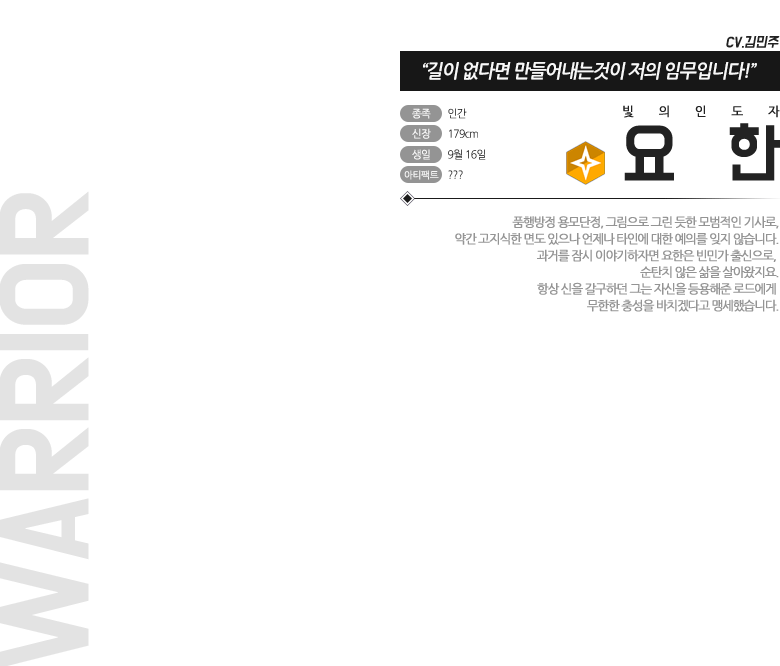 CV.김민주
“길이 없다면 만들어내는것이 저의 임무입니다!”
종족 인간
신장 179cm
생일 9월 16일
아티팩트 ???
빛의 인도자
요한
품행방정 용모단정, 그림으로 그린 듯한 모범적인 기사로,
약간 고지식한 면도 있으나 언제나 타인에 대한 예의를 잊지 않습니다.
과거를 잠시 이야기하자면 요한은 빈민가 출신으로,
순탄치 않은 삶을 살아왔지요.
항상 신을 갈구하던 그는 자신을 등용해준 로드에게
무한한 충성을 바치겠다고 맹세했습니다.
WARRIOR